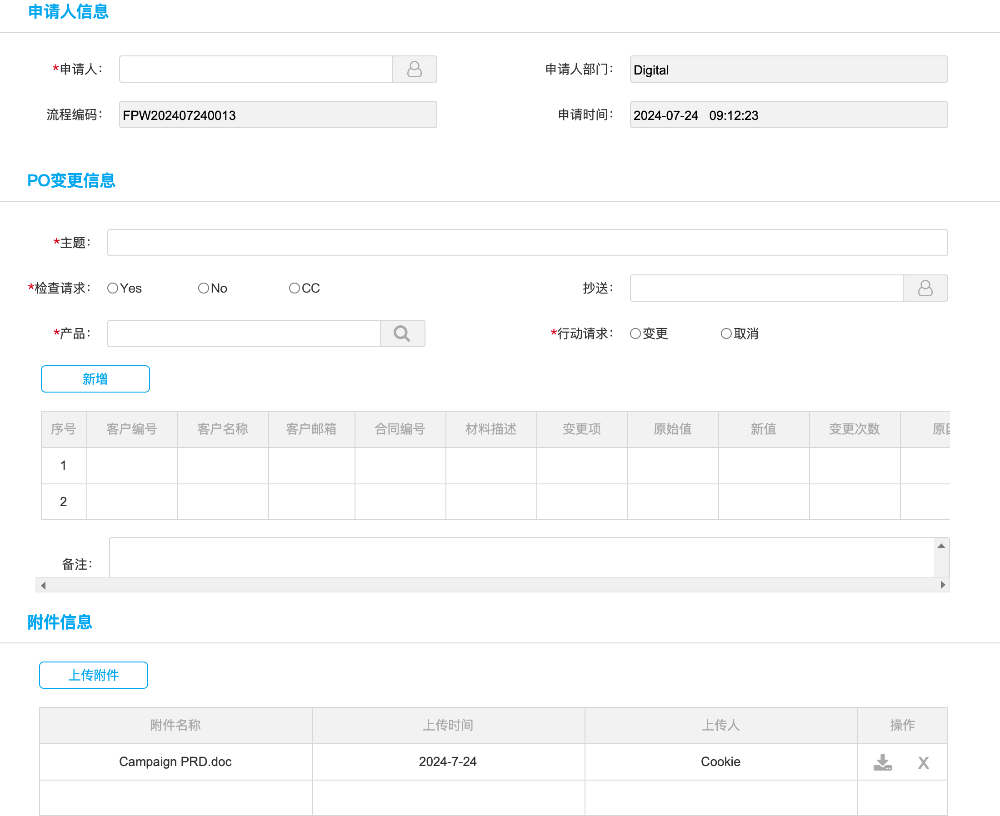 申请人信息
*申请人： 申请人部门： Digital
流程编码： FPW202407240013 申请时间： 2024-07-24 09:12:23
PO变更信息
*主题：
*检查请求： Yes No CC 抄送：
*产品： *行动请求： 变更 取消
新增
序号 客户编号 客户名称 客户邮箱 合同编号 材料描述 变更项 原始值 新值 变更次数 原
1
2
备注：
附件信息
上传附件
附件名称 上传时间 上传人 操作
Campaign PRD.doc 2024-7-24 Cookie X